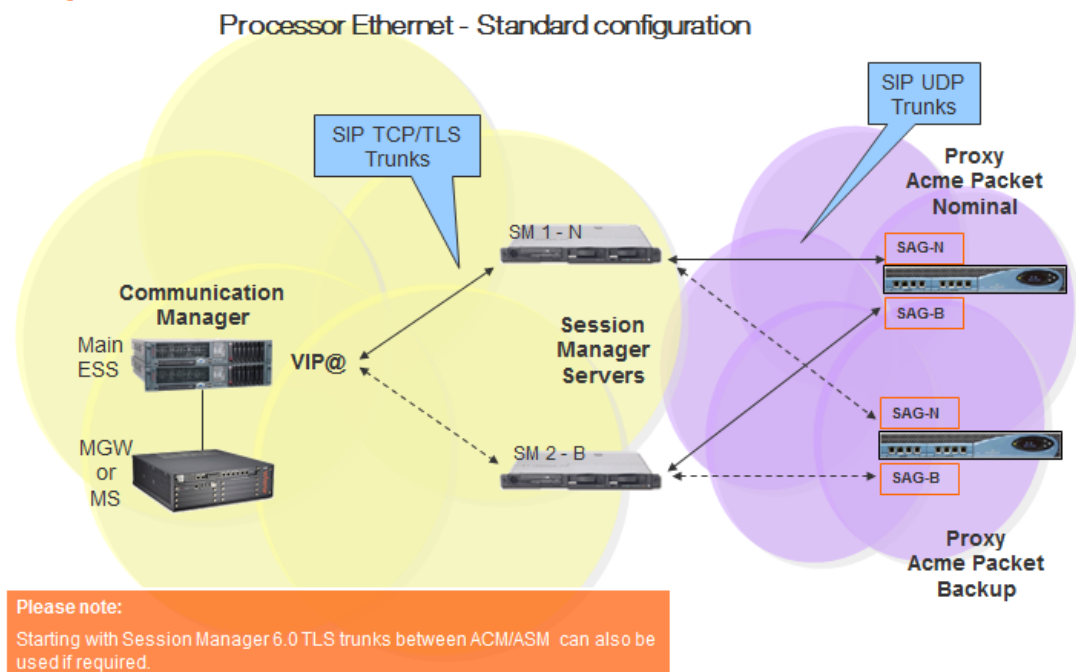 Processor Ethernet - Standard configuration
SIP UDP
Trunks
SIP TCP/TLS
Trunks
Proxy
Acme Packet
Nominal
SM 1 - N
SAG-N
SAG-B
Communication
Manager
Main
ESS
VIP@
Session
Manager
Servers
SAG-N
MGW
or
MS
SM 2 - B
SAG-B
Proxy
Acme Packet
Backup
Please note:
Starting with Session Manager 6.0 TLS trunks between ACM/ASM can also be
used if required.